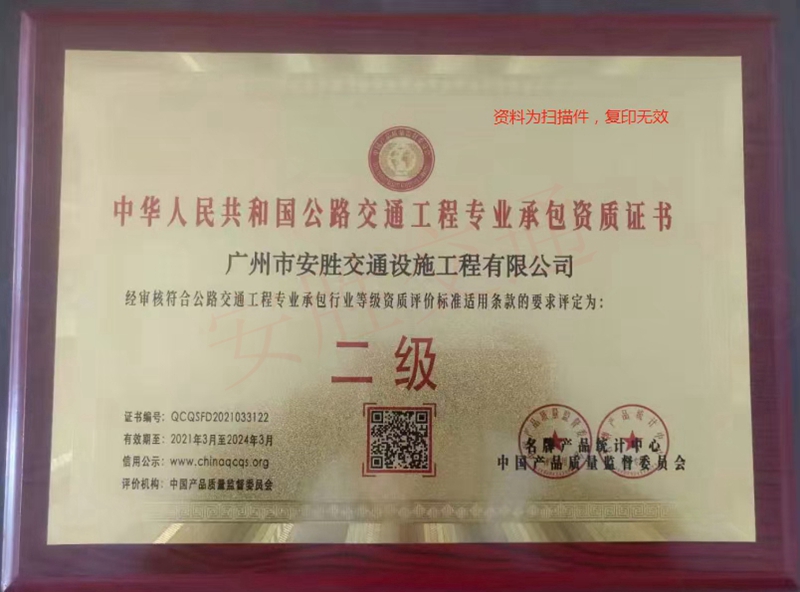 资料为扫描件，复印无效
中华人民共和国公路交通工程专业承包资质证书
广州市安胜交通设施工程有限公司
经审核符合公路交通工程专业承包行业等级资质评价标准适用条款的要求评定为：
二级
证书编号：QCQSFD2021033122
有效期至：2021年3月至2024年3月
信用公示：www.chinaqcqs.org
评价机构：中国产品质量监督委员会
名牌产品统计中心
中国产品质量监督委员会
安胜交通